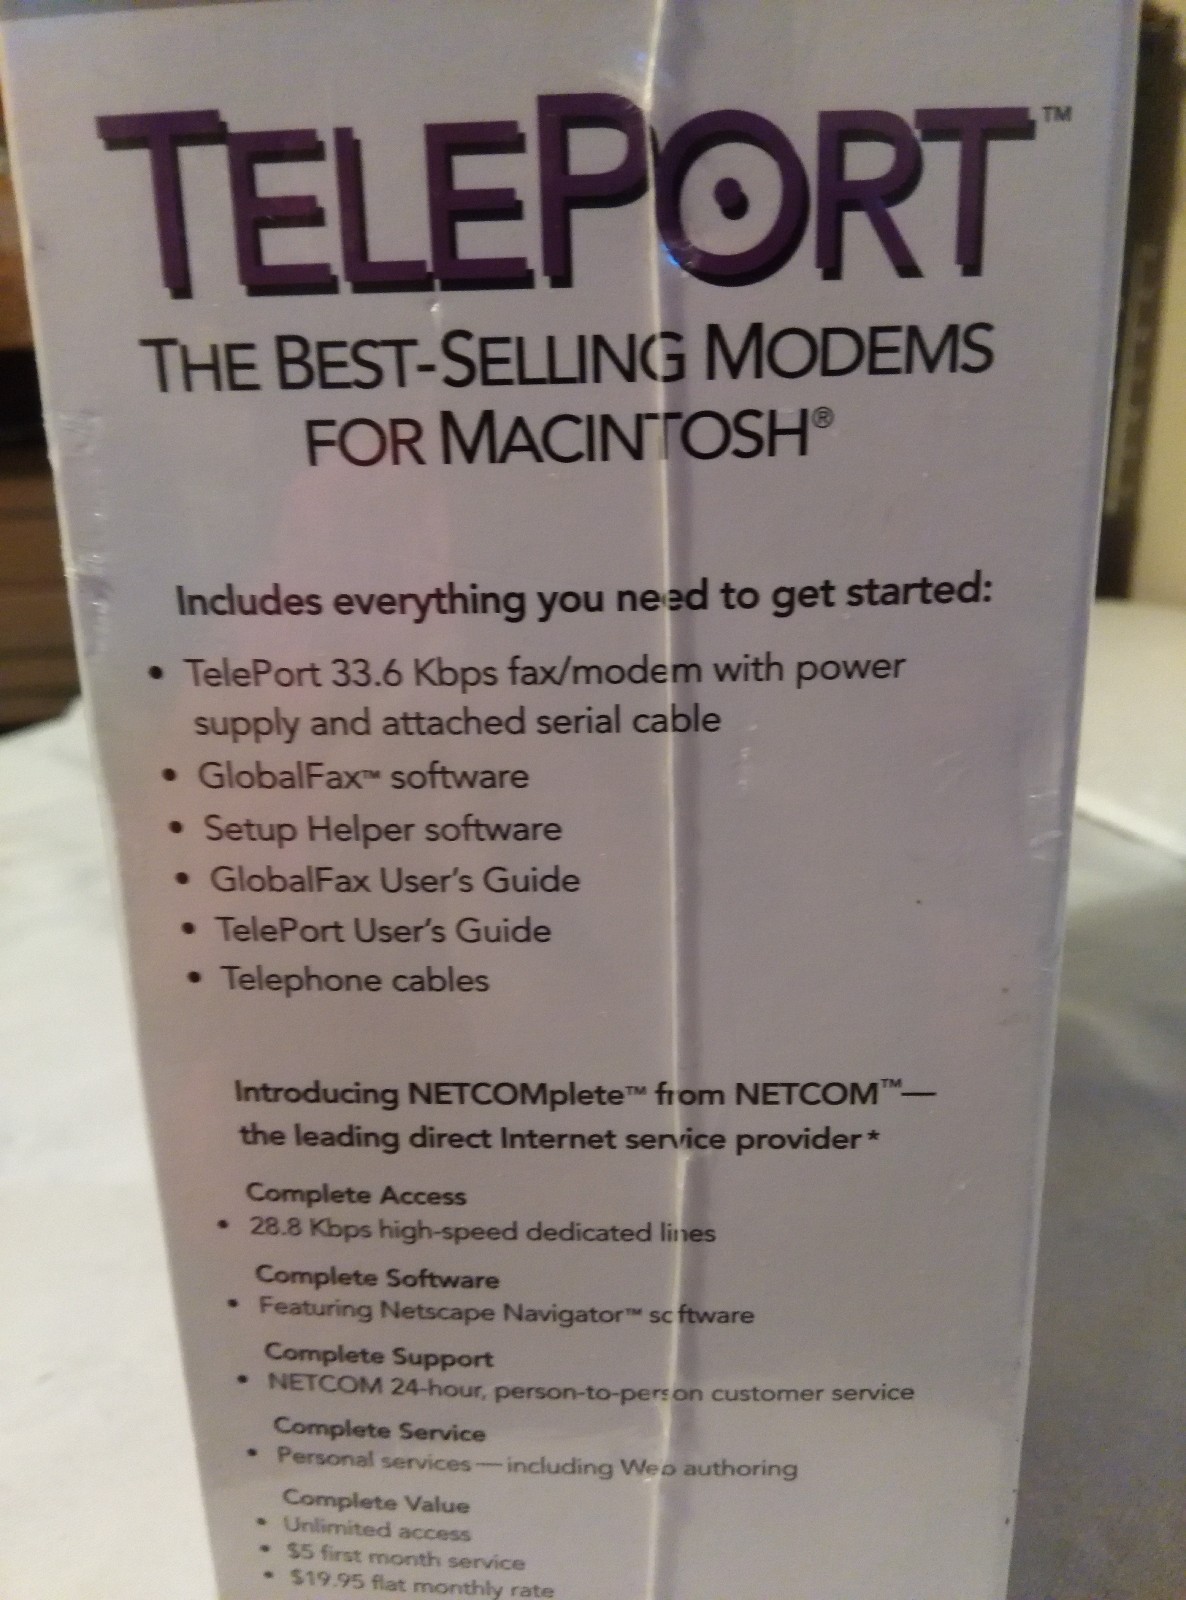 TELEPORT™
THE BEST-SELLING MODEMS
FOR MACINTOSH®
Includes everything you need to get started:
• TelePort 33.6 Kbps fax/modem with power
supply and attached serial cable
• GlobalFax™ software
• Setup Helper software
• GlobalFax User's Guide
• TelePort User's Guide
• Telephone cables
Introducing NETCOMplete™ from NETCOM™—
the leading direct Internet service provider*
Complete Access
• 28.8 Kbps high-speed dedicated lines
Complete Software
• Featuring Netscape Navigator™ software
Complete Support
• NETCOM 24-hour, person-to-person customer service
Complete Service
• Personal services—including Web authoring
Complete Value
• Unlimited access
• $5 first month service
• $19.95 flat monthly rate